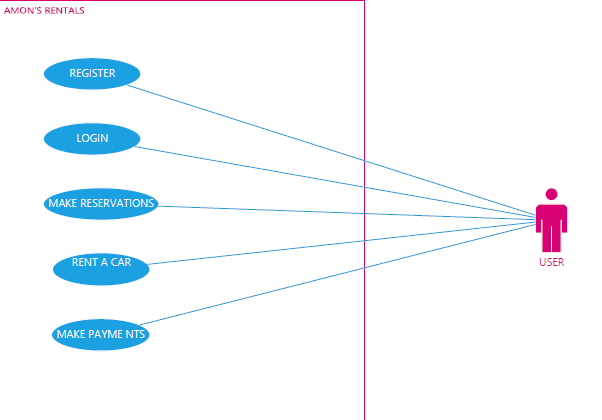 AMON'S RENTALS
REGISTER
LOGIN
MAKE RESERVATIONS
RENT A CAR
MAKE PAYME NTS
USER